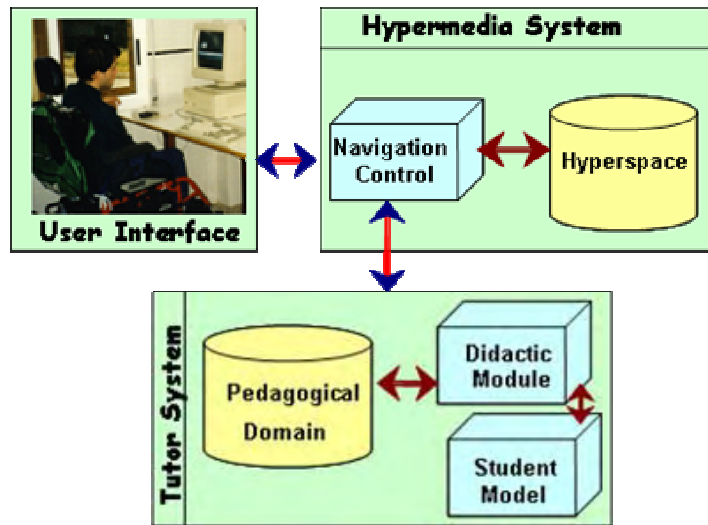 Hypermedia System
Navigation
Control
Hyperspace
User Interface
Tutor System
Pedagogical
Domain
Didactic
Module
Student
Model